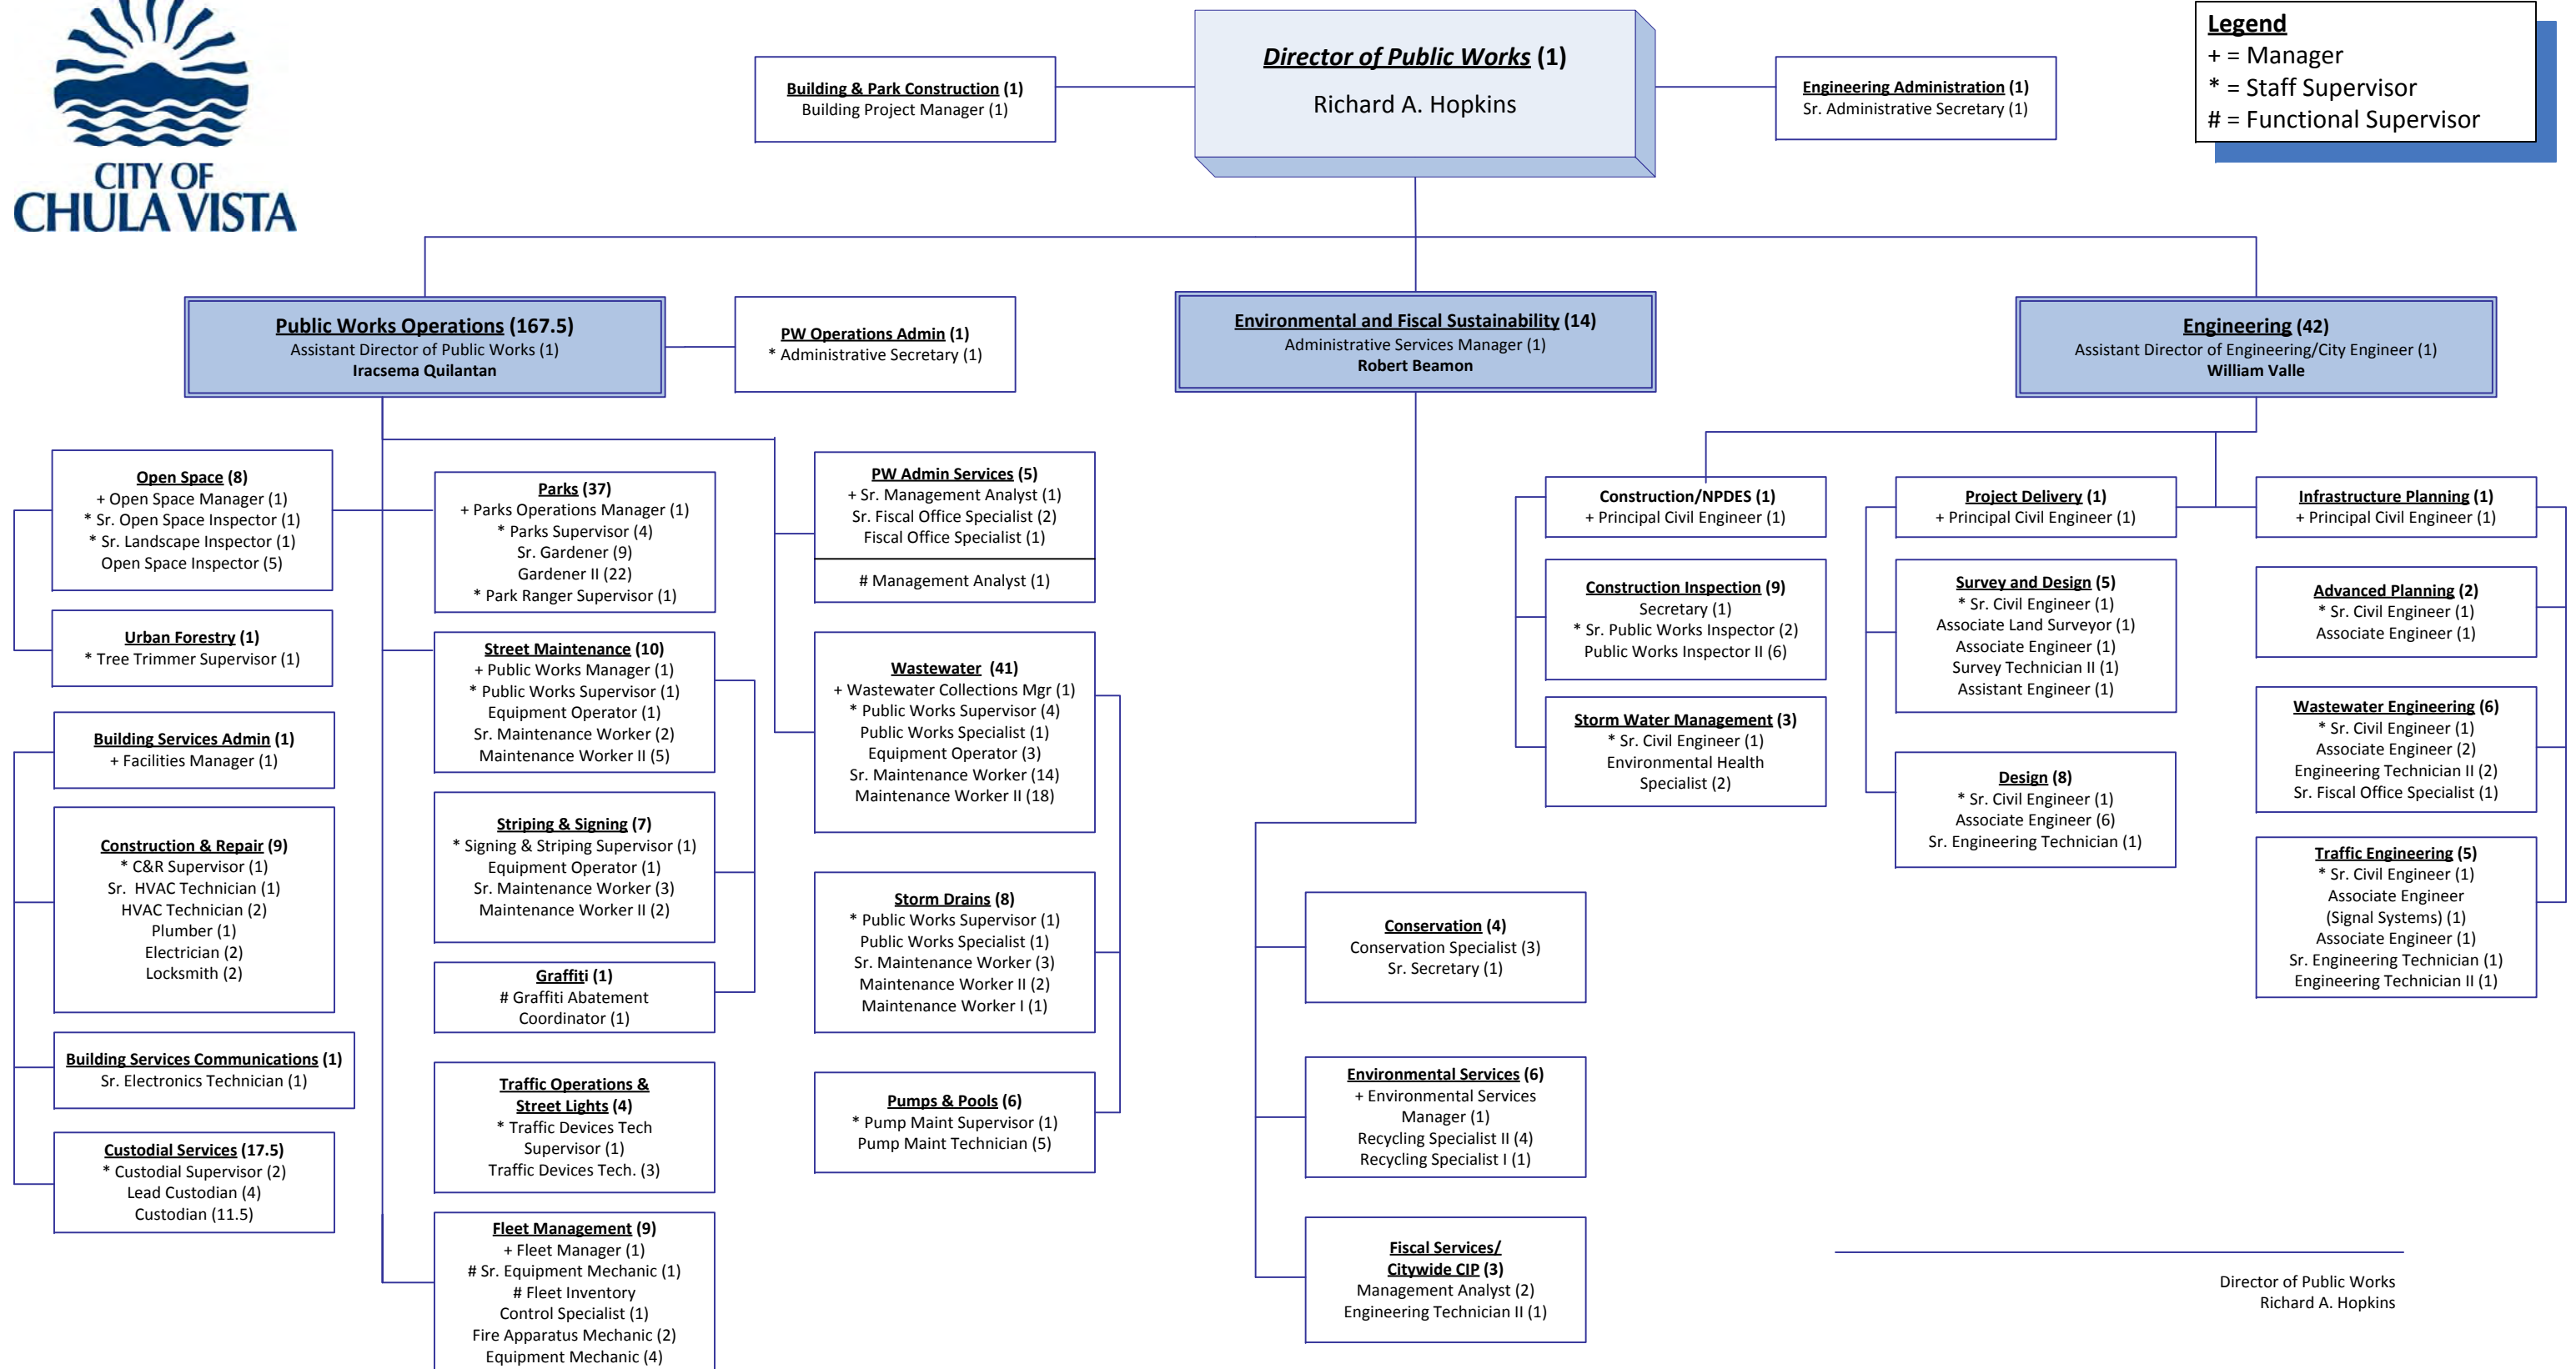 CITY OF
CHULA VISTA
Director of Public Works (1)
Richard A. Hopkins
Building & Park Construction (1)
Building Project Manager (1)
Engineering Administration (1)
Sr. Administrative Secretary (1)
Legend
+ = Manager
* = Staff Supervisor
# = Functional Supervisor
Public Works Operations (167.5)
Assistant Director of Public Works (1)
Iracsema Quilantan
PW Operations Admin (1)
* Administrative Secretary (1)
Environmental and Fiscal Sustainability (14)
Administrative Services Manager (1)
Robert Beamon
Engineering (42)
Assistant Director of Engineering/City Engineer (1)
William Valle
Open Space (8)
+ Open Space Manager (1)
* Sr. Open Space Inspector (1)
* Sr. Landscape Inspector (1)
Open Space Inspector (5)
Urban Forestry (1)
* Tree Trimmer Supervisor (1)
Building Services Admin (1)
+ Facilities Manager (1)
Construction & Repair (9)
* C&R Supervisor (1)
Sr. HVAC Technician (1)
HVAC Technician (2)
Plumber (1)
Electrician (2)
Locksmith (2)
Building Services Communications (1)
Sr. Electronics Technician (1)
Custodial Services (17.5)
* Custodial Supervisor (2)
Lead Custodian (4)
Custodian (11.5)
Parks (37)
+ Parks Operations Manager (1)
* Parks Supervisor (4)
Sr. Gardener (9)
Gardener II (22)
* Park Ranger Supervisor (1)
Street Maintenance (10)
+ Public Works Manager (1)
* Public Works Supervisor (1)
Equipment Operator (1)
Sr. Maintenance Worker (2)
Maintenance Worker II (5)
Striping & Signing (7)
* Signing & Striping Supervisor (1)
Equipment Operator (1)
Sr. Maintenance Worker (3)
Maintenance Worker II (2)
Graffiti (1)
# Graffiti Abatement
Coordinator (1)
Traffic Operations &
Street Lights (4)
* Traffic Devices Tech
Supervisor (1)
Traffic Devices Tech. (3)
Fleet Management (9)
+ Fleet Manager (1)
# Sr. Equipment Mechanic (1)
# Fleet Inventory
Control Specialist (1)
Fire Apparatus Mechanic (2)
Equipment Mechanic (4)
PW Admin Services (5)
+ Sr. Management Analyst (1)
Sr. Fiscal Office Specialist (2)
Fiscal Office Specialist (1)
# Management Analyst (1)
Wastewater (41)
+ Wastewater Collections Mgr (1)
* Public Works Supervisor (4)
Public Works Specialist (1)
Equipment Operator (3)
Sr. Maintenance Worker (14)
Maintenance Worker II (18)
Storm Drains (8)
* Public Works Supervisor (1)
Public Works Specialist (1)
Sr. Maintenance Worker (3)
Maintenance Worker II (2)
Maintenance Worker I (1)
Pumps & Pools (6)
* Pump Maint Supervisor (1)
Pump Maint Technician (5)
Conservation (4)
Conservation Specialist (3)
Sr. Secretary (1)
Environmental Services (6)
+ Environmental Services
Manager (1)
Recycling Specialist II (4)
Recycling Specialist I (1)
Fiscal Services/
Citywide CIP (3)
Management Analyst (2)
Engineering Technician II (1)
Construction/NPDES (1)
+ Principal Civil Engineer (1)
Construction Inspection (9)
Secretary (1)
* Sr. Public Works Inspector (2)
Public Works Inspector II (6)
Storm Water Management (3)
* Sr. Civil Engineer (1)
Environmental Health
Specialist (2)
Project Delivery (1)
+ Principal Civil Engineer (1)
Survey and Design (5)
* Sr. Civil Engineer (1)
Associate Land Surveyor (1)
Associate Engineer (1)
Survey Technician II (1)
Assistant Engineer (1)
Design (8)
* Sr. Civil Engineer (1)
Associate Engineer (6)
Sr. Engineering Technician (1)
Infrastructure Planning (1)
+ Principal Civil Engineer (1)
Advanced Planning (2)
* Sr. Civil Engineer (1)
Associate Engineer (1)
Wastewater Engineering (6)
* Sr. Civil Engineer (1)
Associate Engineer (2)
Engineering Technician II (2)
Sr. Fiscal Office Specialist (1)
Traffic Engineering (5)
* Sr. Civil Engineer (1)
Associate Engineer
(Signal Systems) (1)
Associate Engineer (1)
Sr. Engineering Technician (1)
Engineering Technician II (1)
Director of Public Works
Richard A. Hopkins